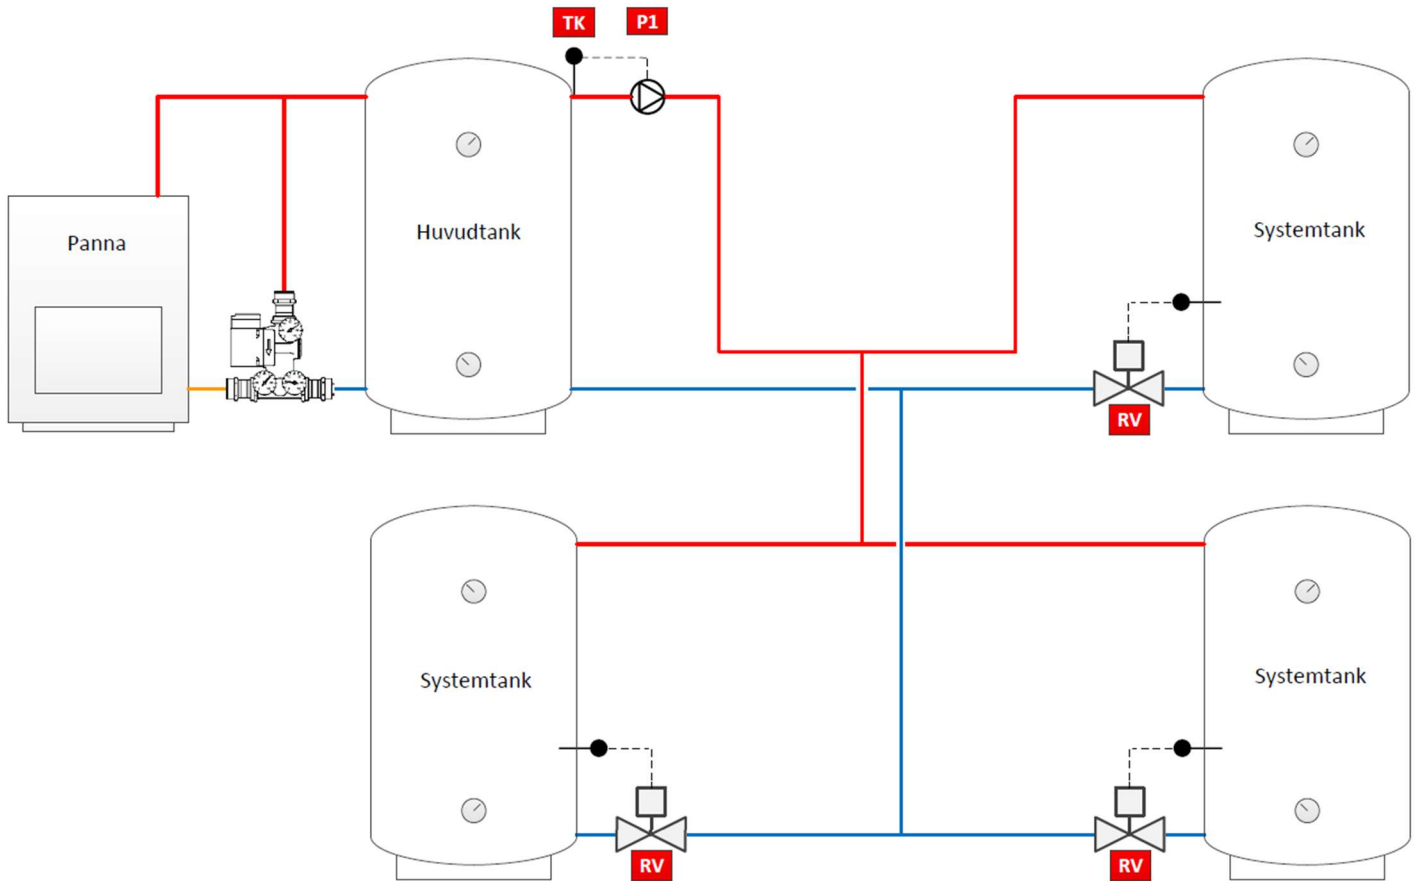 TK
P1
Panna
Huvudtank
Systemtank
RV
Systemtank
Systemtank
RV
RV